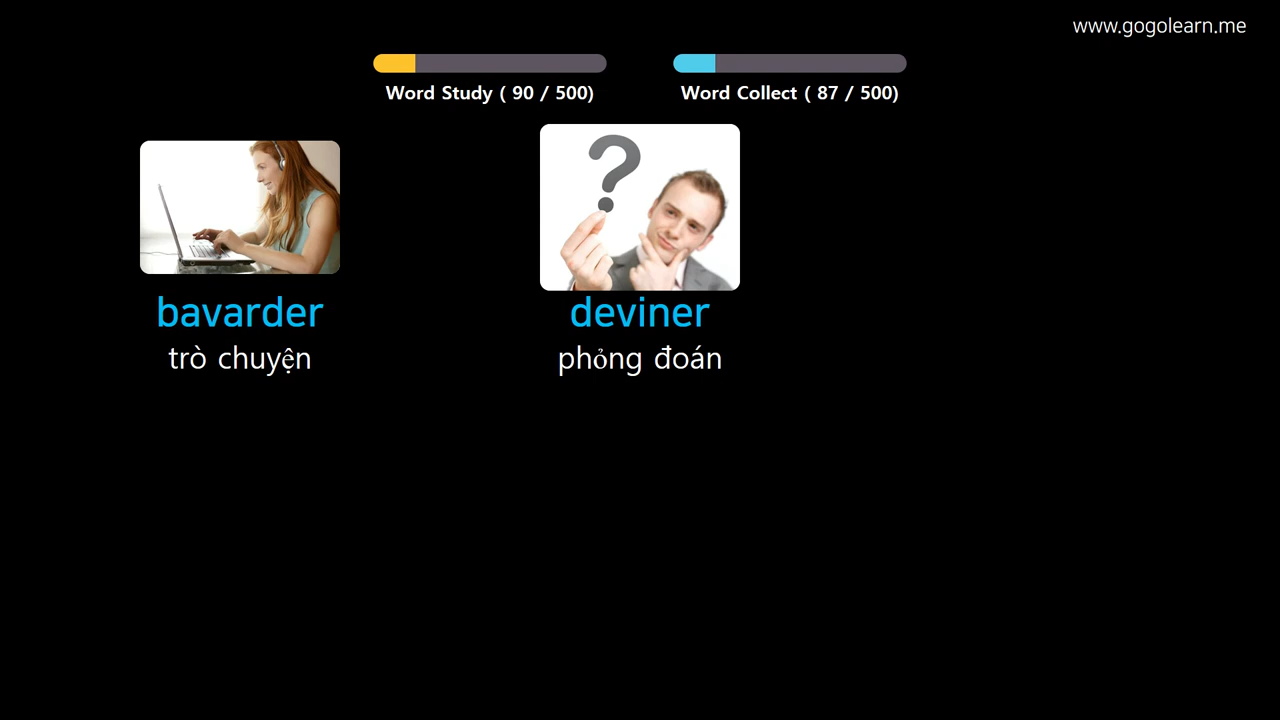 www.gogolearn.me
Word Study ( 90 / 500)
Word Collect ( 87 / 500)
bavarder
trò chuyện
deviner
phỏng đoán